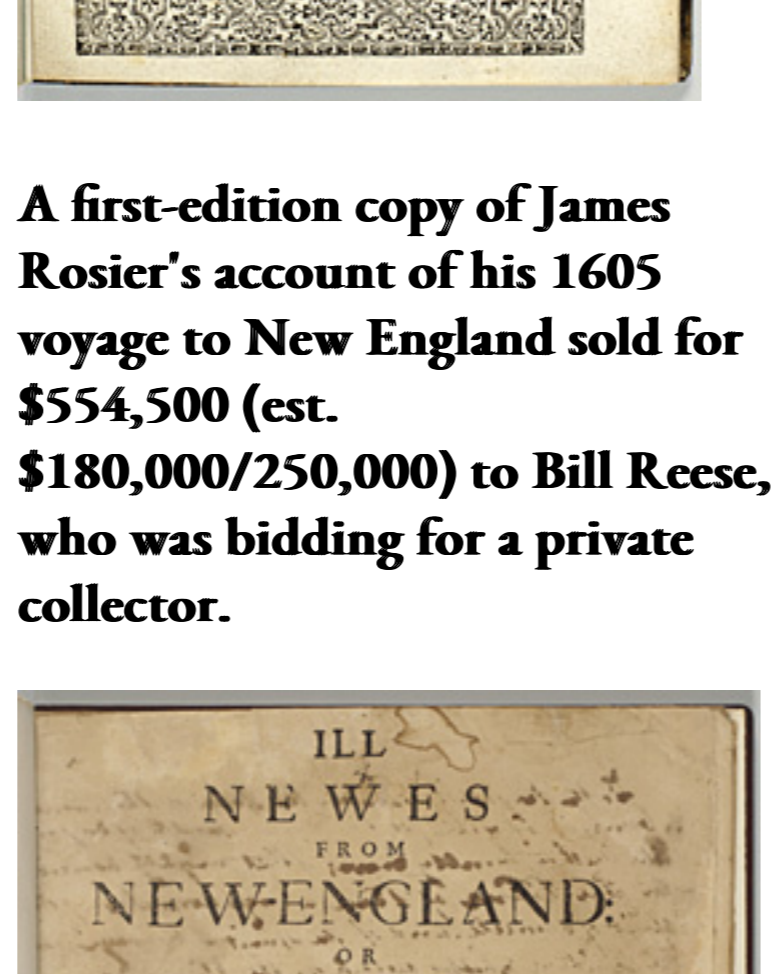 A first-edition copy of James
Rosier's account of his 1605
voyage to New England sold for
$554,500 (est.
$180,000/250,000) to Bill Reese,
who was bidding for a private
collector.
ILL
NEWES
FROM
NEW-ENGLAND:
OR